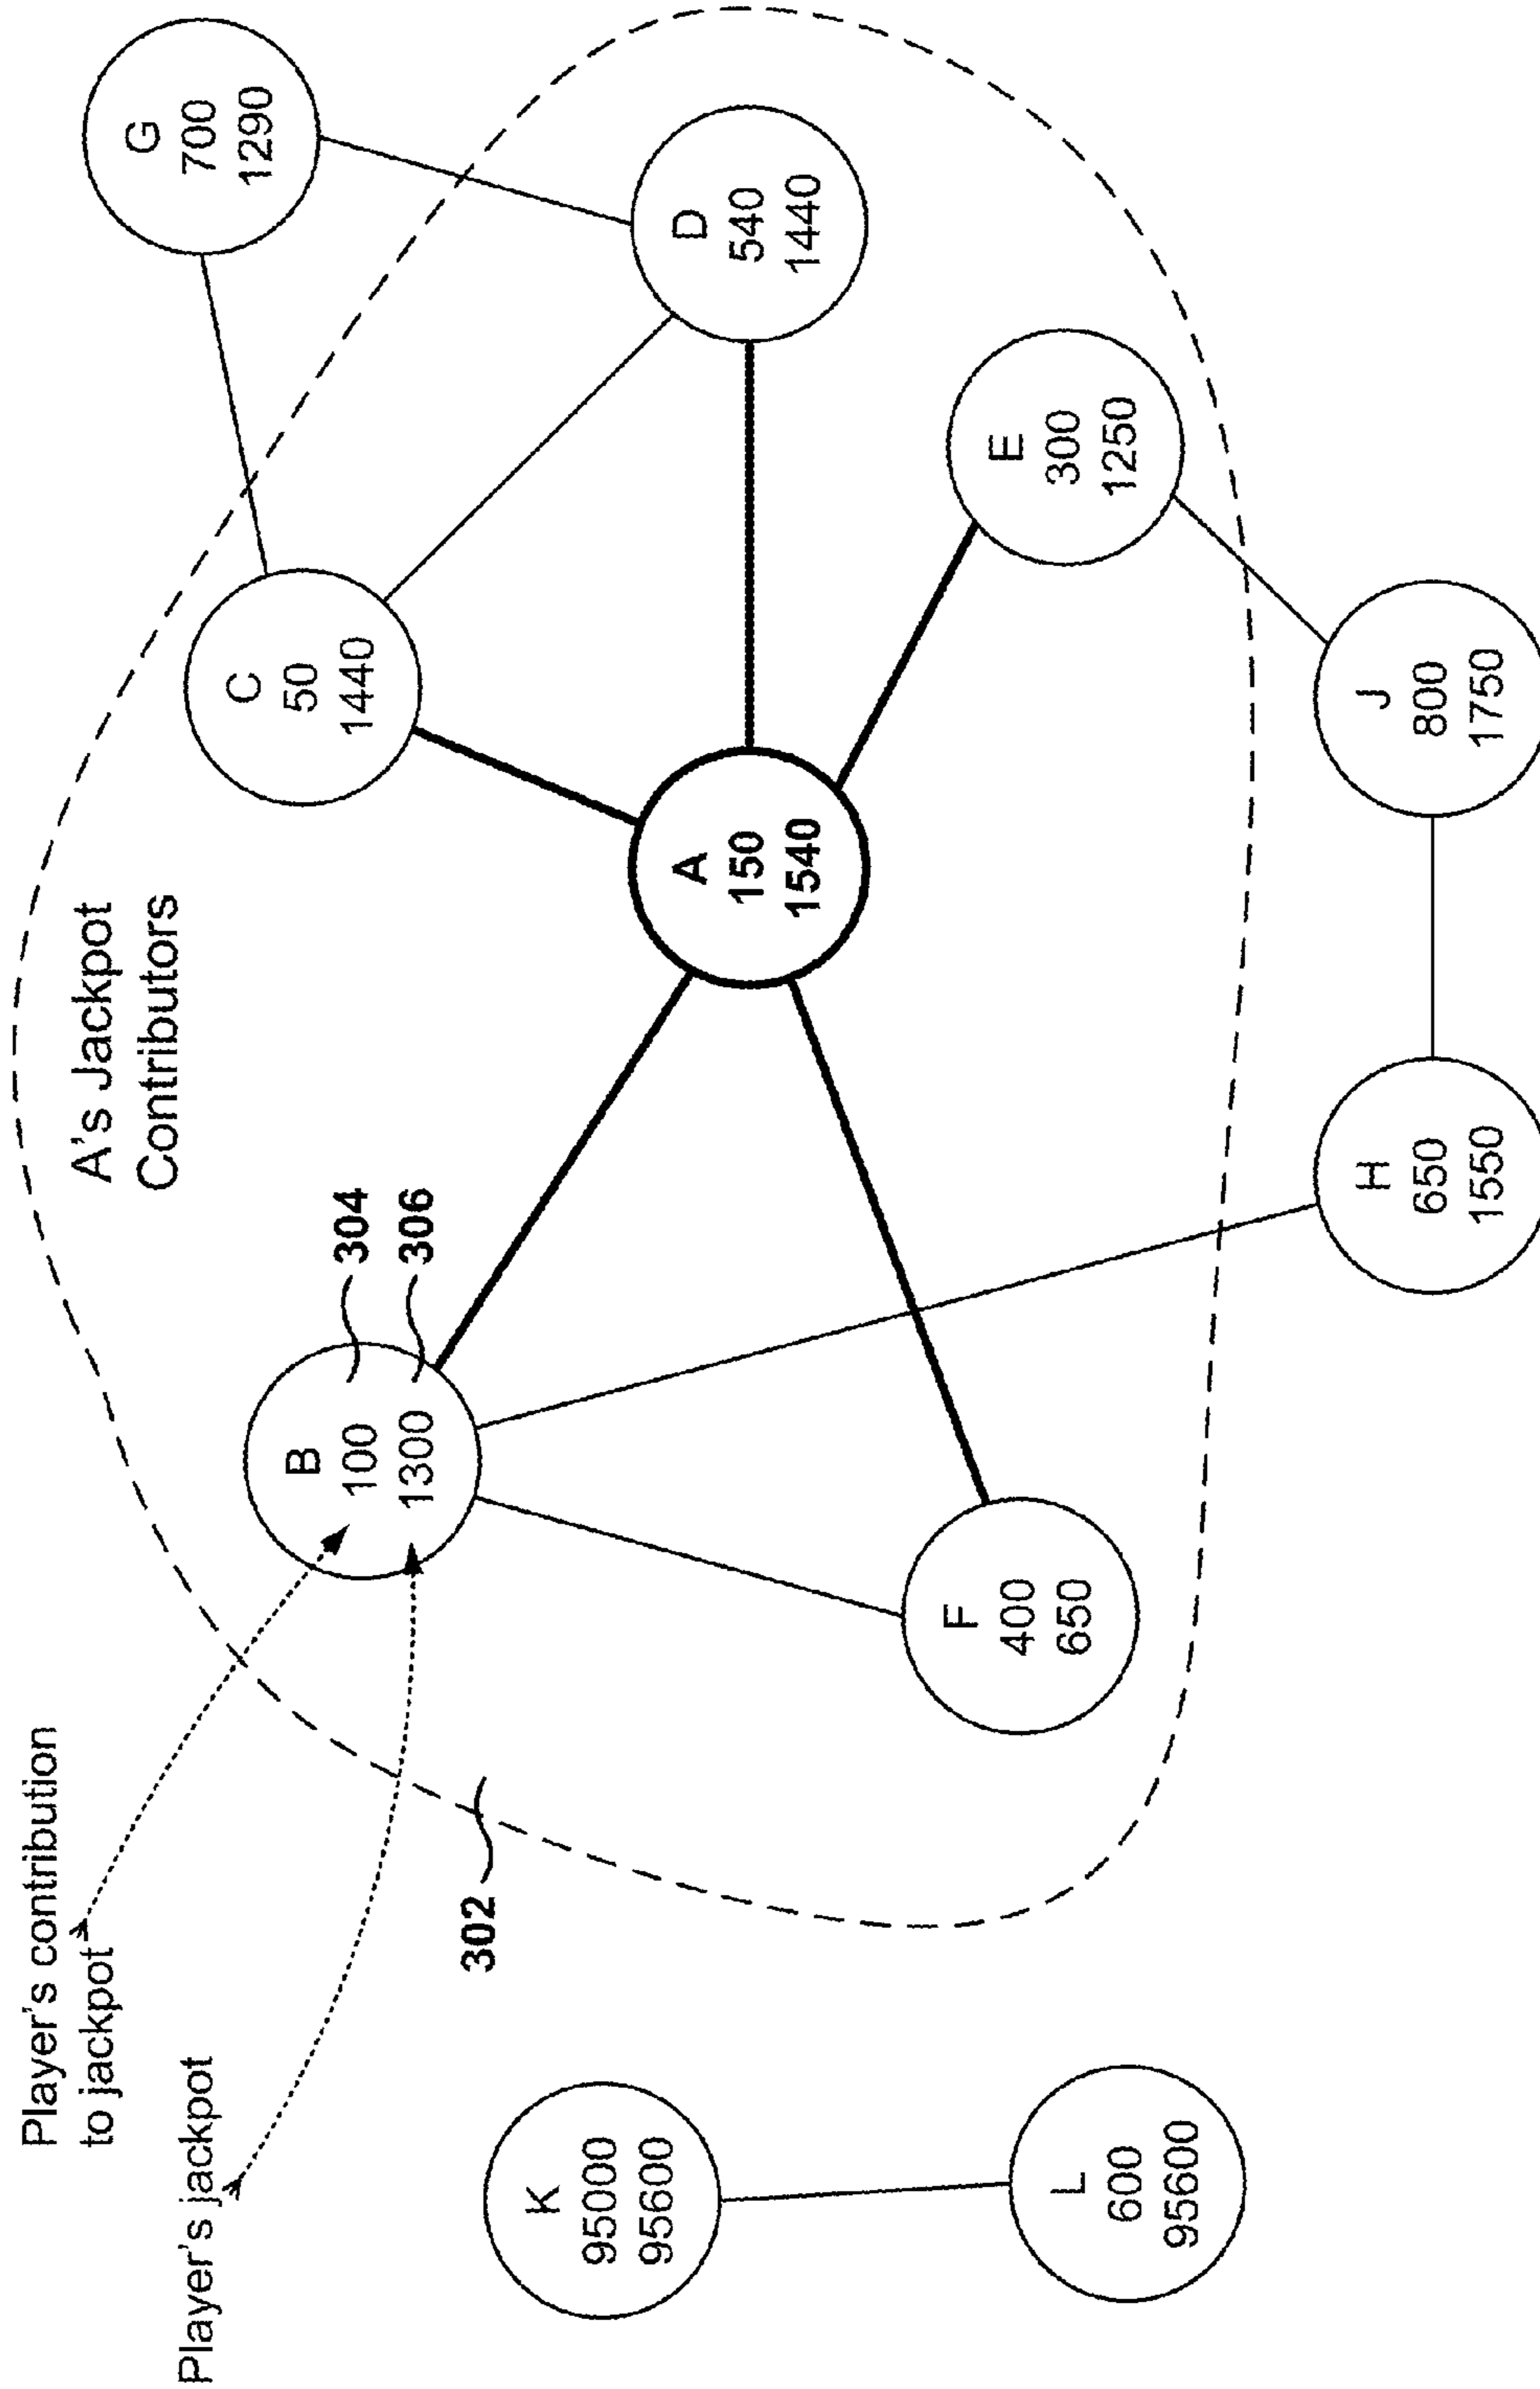 Player's contribution
to jackpot
Player's jackpot
A's Jackpot
Contributors
302
304
306
B
100
1300
C
50
1440
G
700
1290
D
540
1440
A
150
1540
E
300
1250
F
400
650
H
650
1550
J
800
1750
K
95000
95600
L
600
95600